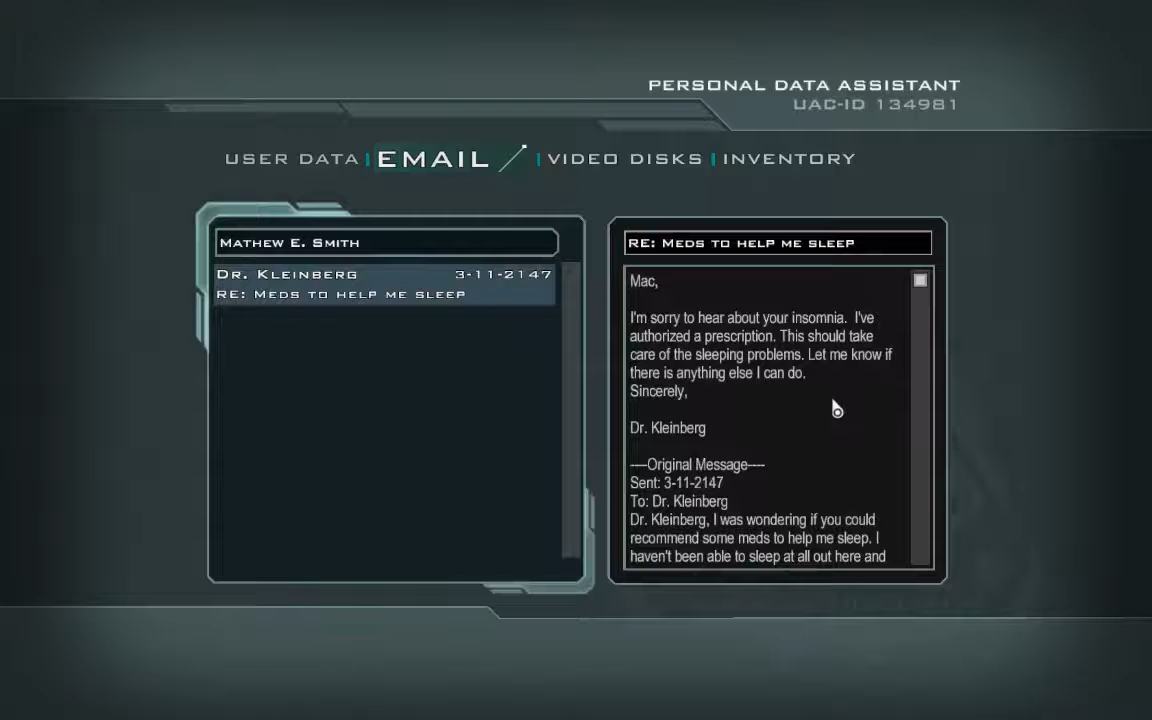 PERSONAL DATA ASSISTANT
UAC-ID 134981
USER DATA EMAIL VIDEO DISKS INVENTORY
MATHEW E. SMITH
DR. KLEINBERG 3-11-2147
RE: MEDS TO HELP ME SLEEP
RE: MEDS TO HELP ME SLEEP
Mac,
I'm sorry to hear about your insomnia. I've
authorized a prescription. This should take
care of the sleeping problems. Let me know if
there is anything else I can do.
Sincerely,
Dr. Kleinberg
----Original Message----
Sent: 3-11-2147
To: Dr. Kleinberg
Dr. Kleinberg, I was wondering if you could
recommend some meds to help me sleep. I
haven't been able to sleep at all out here and